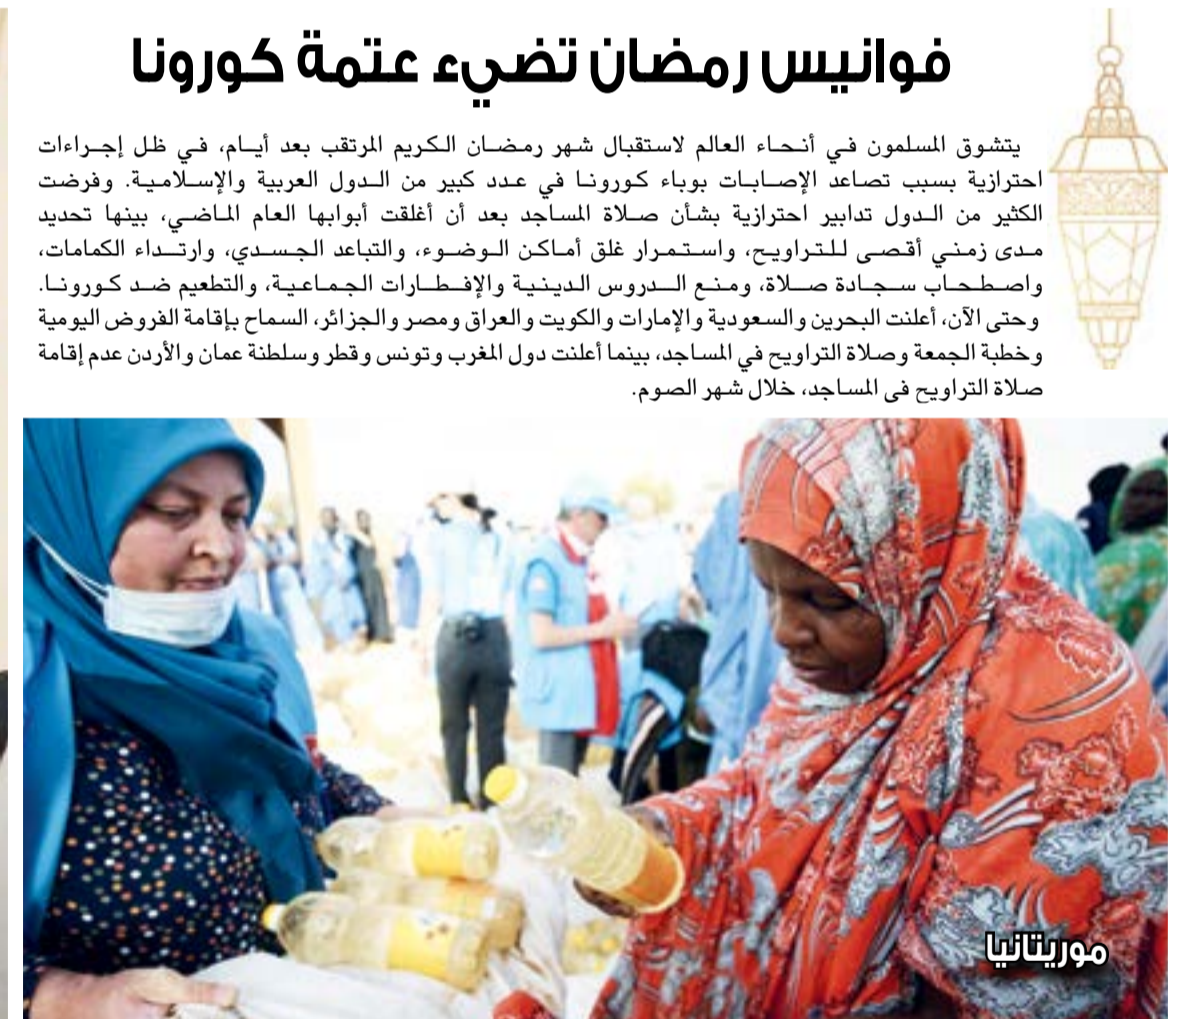 فوانيس رمضان تضيء عتمة كورونا
يتشوق المسلمون في أنحاء العالم لاستقبال شهر رمضان الكريم المرتقب بعد أيام، في ظل إجراءات
احترازية بسبب تصاعد الإصابات بوباء كورونا في عدد كبير من الدول العربية والإسلامية. وفرضت
الكثير من الدول تدابير احترازية بشأن صلاة المساجد بعد أن أغلقت أبوابها العام الماضي، بينها تحديد
مدى زمني أقصى للتراويح، واستمرار غلق أماكن الوضوء، والتباعد الجسدي، وارتداء الكمامات،
واصطحاب سجادة صلاة، ومنع الدروس الدينية والإفطارات الجماعية، والتطعيم ضد كورونا.
وحتى الآن، أعلنت البحرين والسعودية والإمارات والكويت والعراق ومصر والجزائر، السماح بإقامة الفروض اليومية
وخطبة الجمعة وصلاة التراويح في المساجد، بينما أعلنت دول المغرب وتونس وقطر وسلطنة عمان والأردن عدم إقامة
صلاة التراويح فى المساجد، خلال شهر الصوم.
موريتانيا